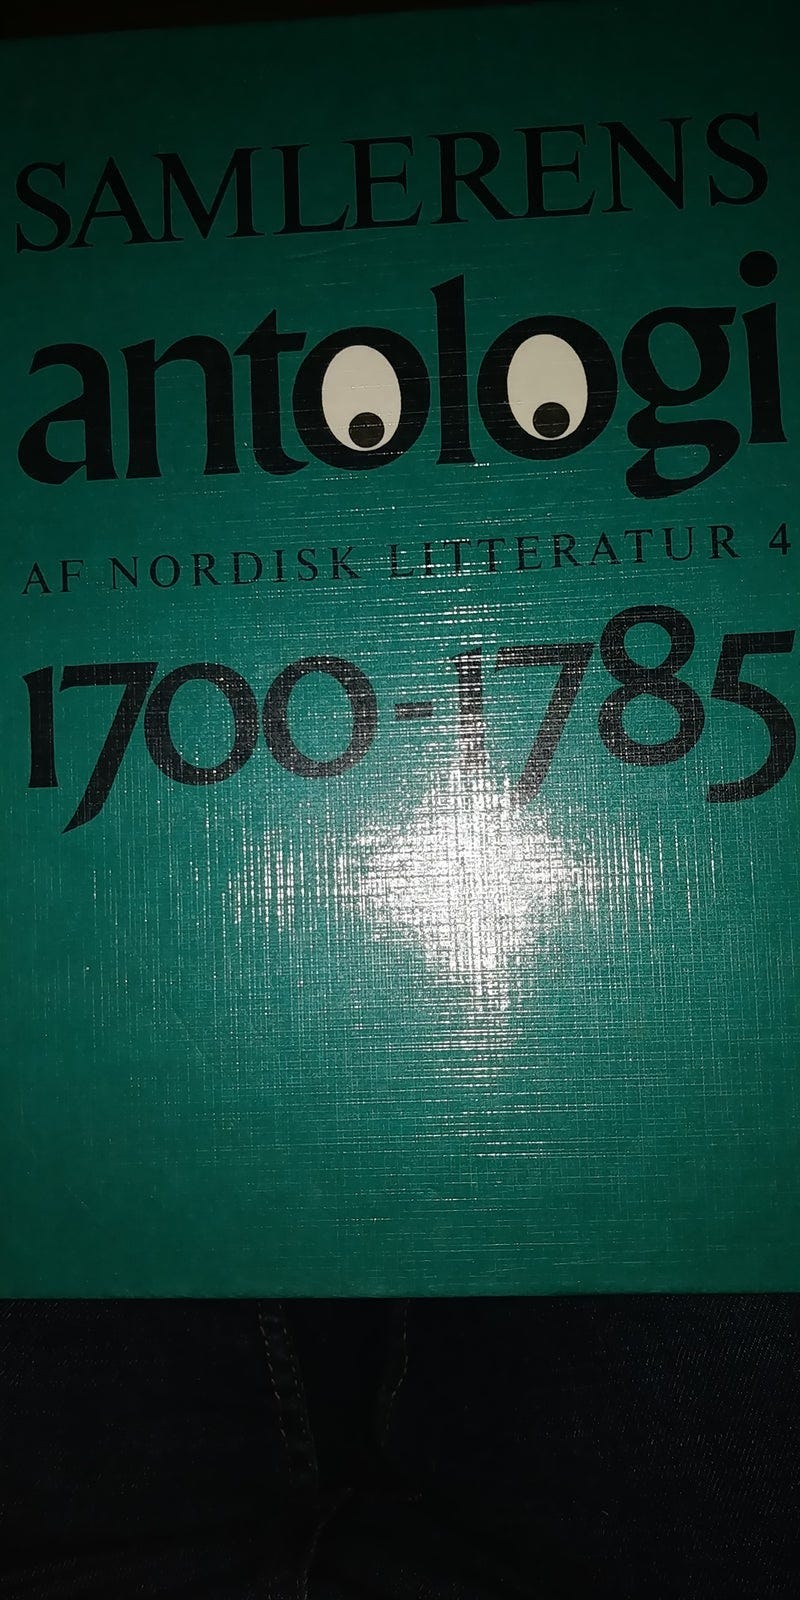 SAMLERENS
antologi
AF NORDISK LITTERATUR 4
1700-1785